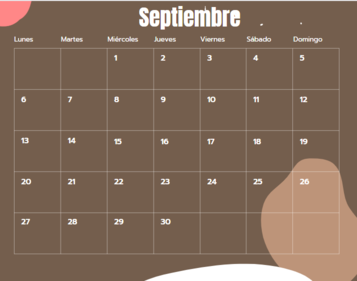 Septiembre
Lunes Martes Miércoles Jueves Viernes Sábado Domingo
1 2 3 4 5
6 7 8 9 10 11 12
13 14 15 16 17 18 19
20 21 22 23 24 25 26
27 28 29 30